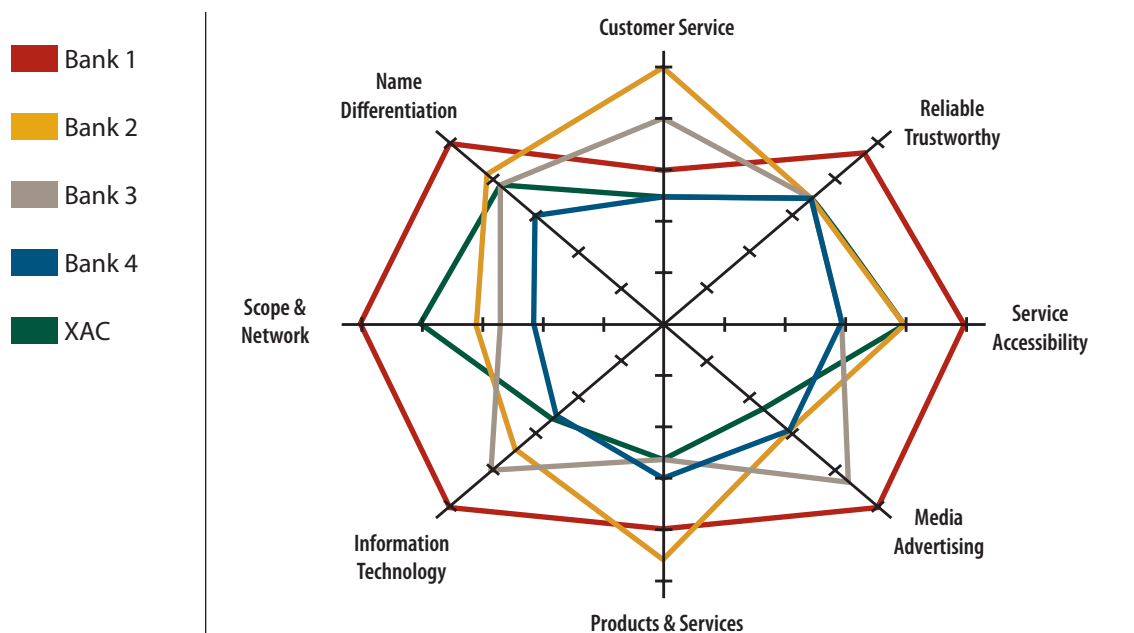 Bank 1
Bank 2
Bank 3
Bank 4
XAC
Customer Service
Name
Differentiation
Reliable
Trustworthy
Scope &
Network
Service
Accessibility
Information
Technology
Media
Advertising
Products & Services